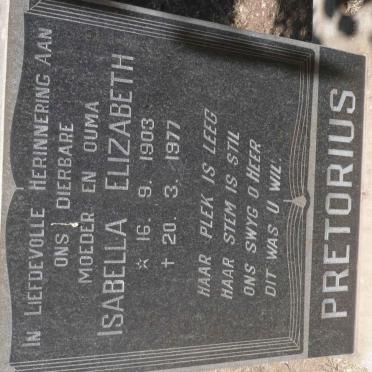 IN LIEFDEVOLLE HERINNERING AAN
ONS DIERBARE
MOEDER EN OUMA
ISABELLA ELIZABETH
☆ 16. 9. 1903
† 20. 3. 1977
HAAR PLEK IS LEEG
HAAR STEM IS STIL
ONS SWYG O HEER
DIT WAS U WIL.
PRETORIUS